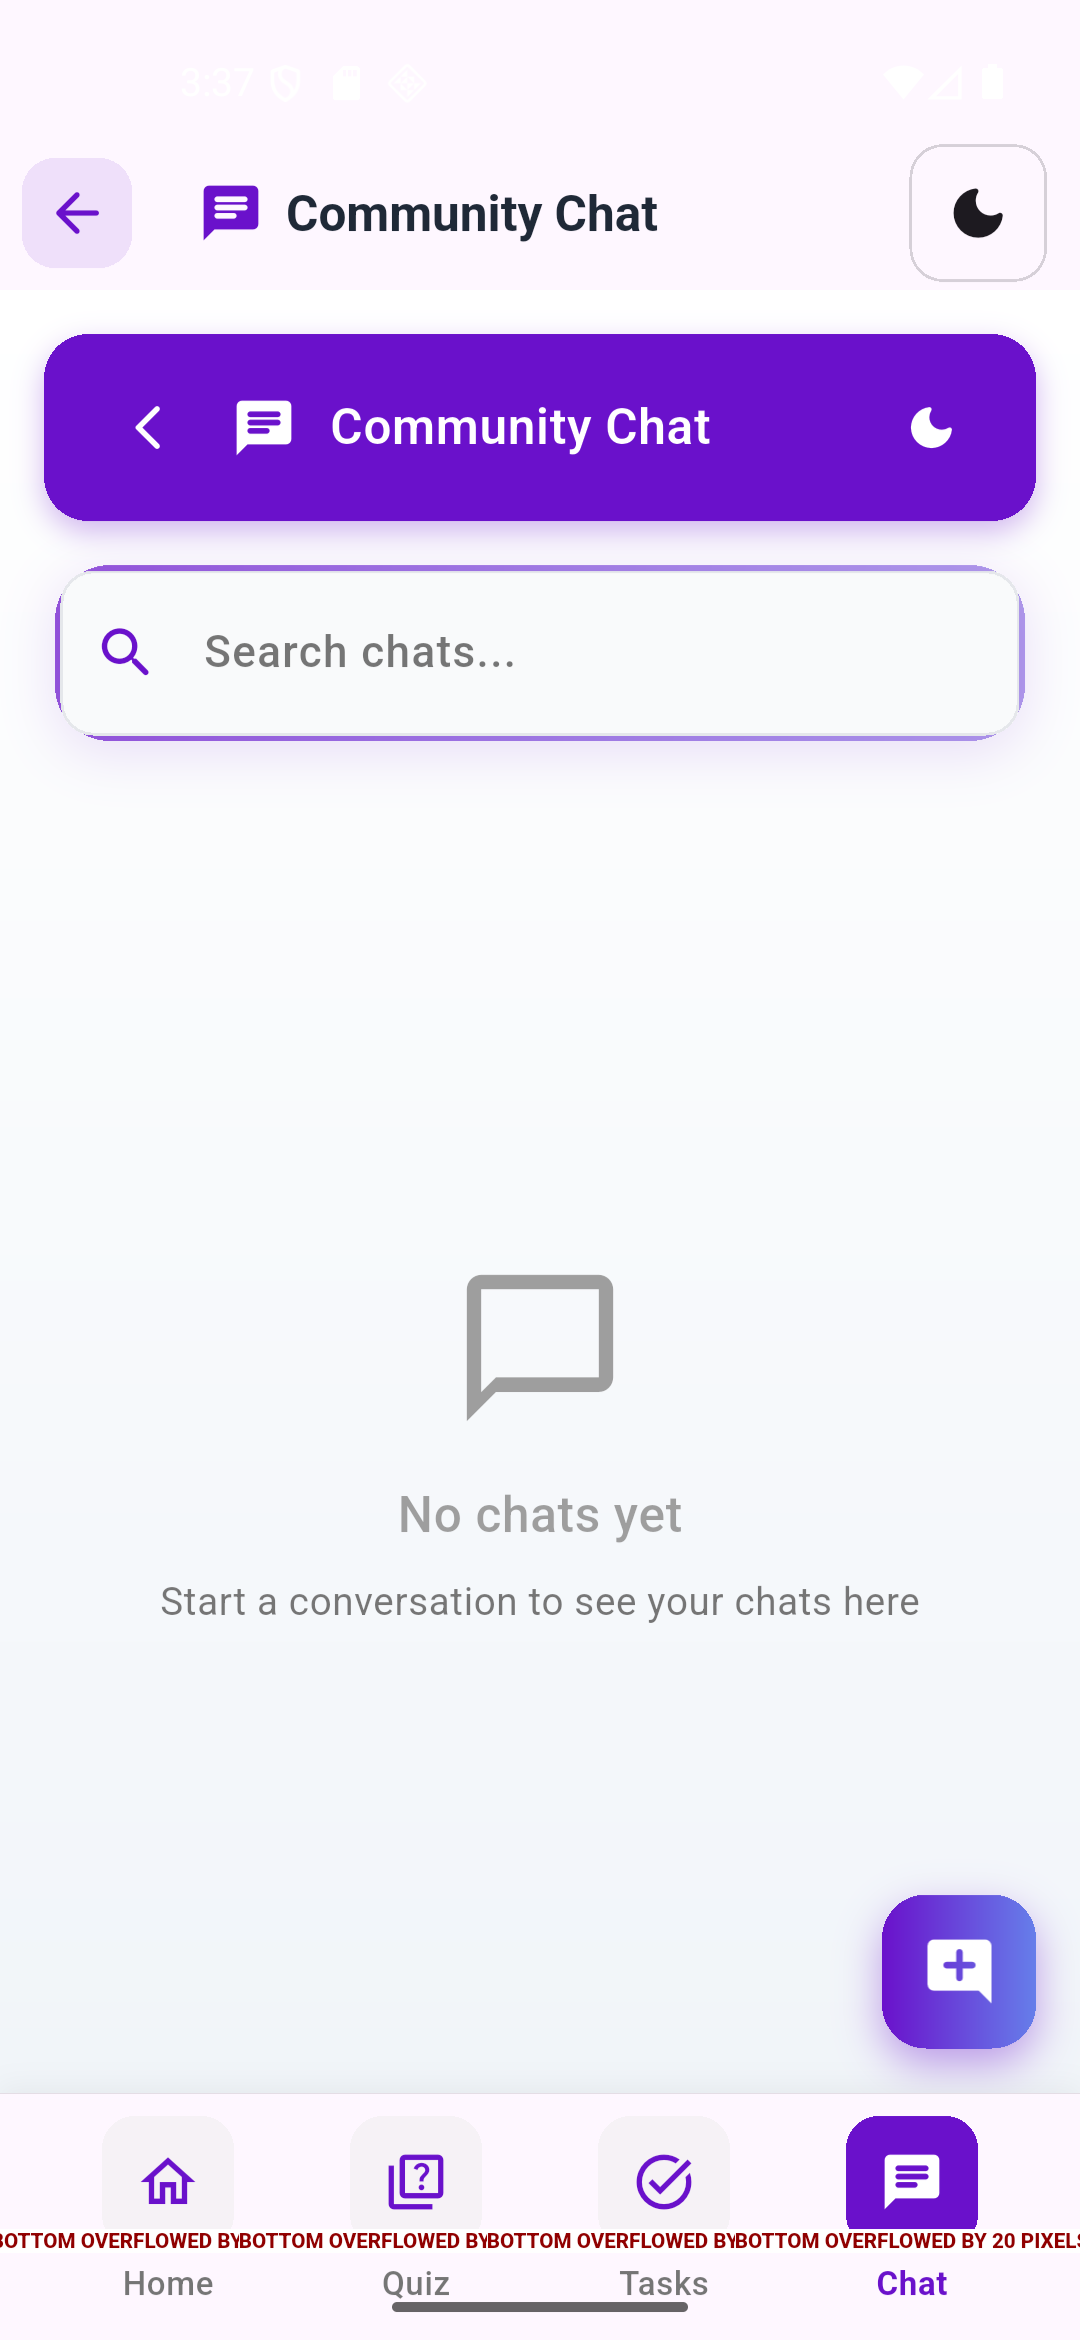 3:37
Community Chat
Community Chat
Search chats...
No chats yet
Start a conversation to see your chats here
BOTTOM OVERFLOWED BY BOTTOM OVERFLOWED BY BOTTOM OVERFLOWED BY BOTTOM OVERFLOWED BY 20 PIXELS
Home Quiz Tasks Chat